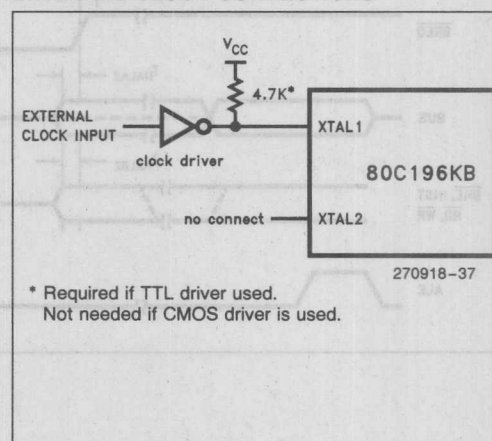 V_CC
4.7K*
EXTERNAL
CLOCK INPUT
XTAL1
clock driver
80C196KB
no connect
XTAL2
270918-37
* Required if TTL driver used.
Not needed if CMOS driver is used.